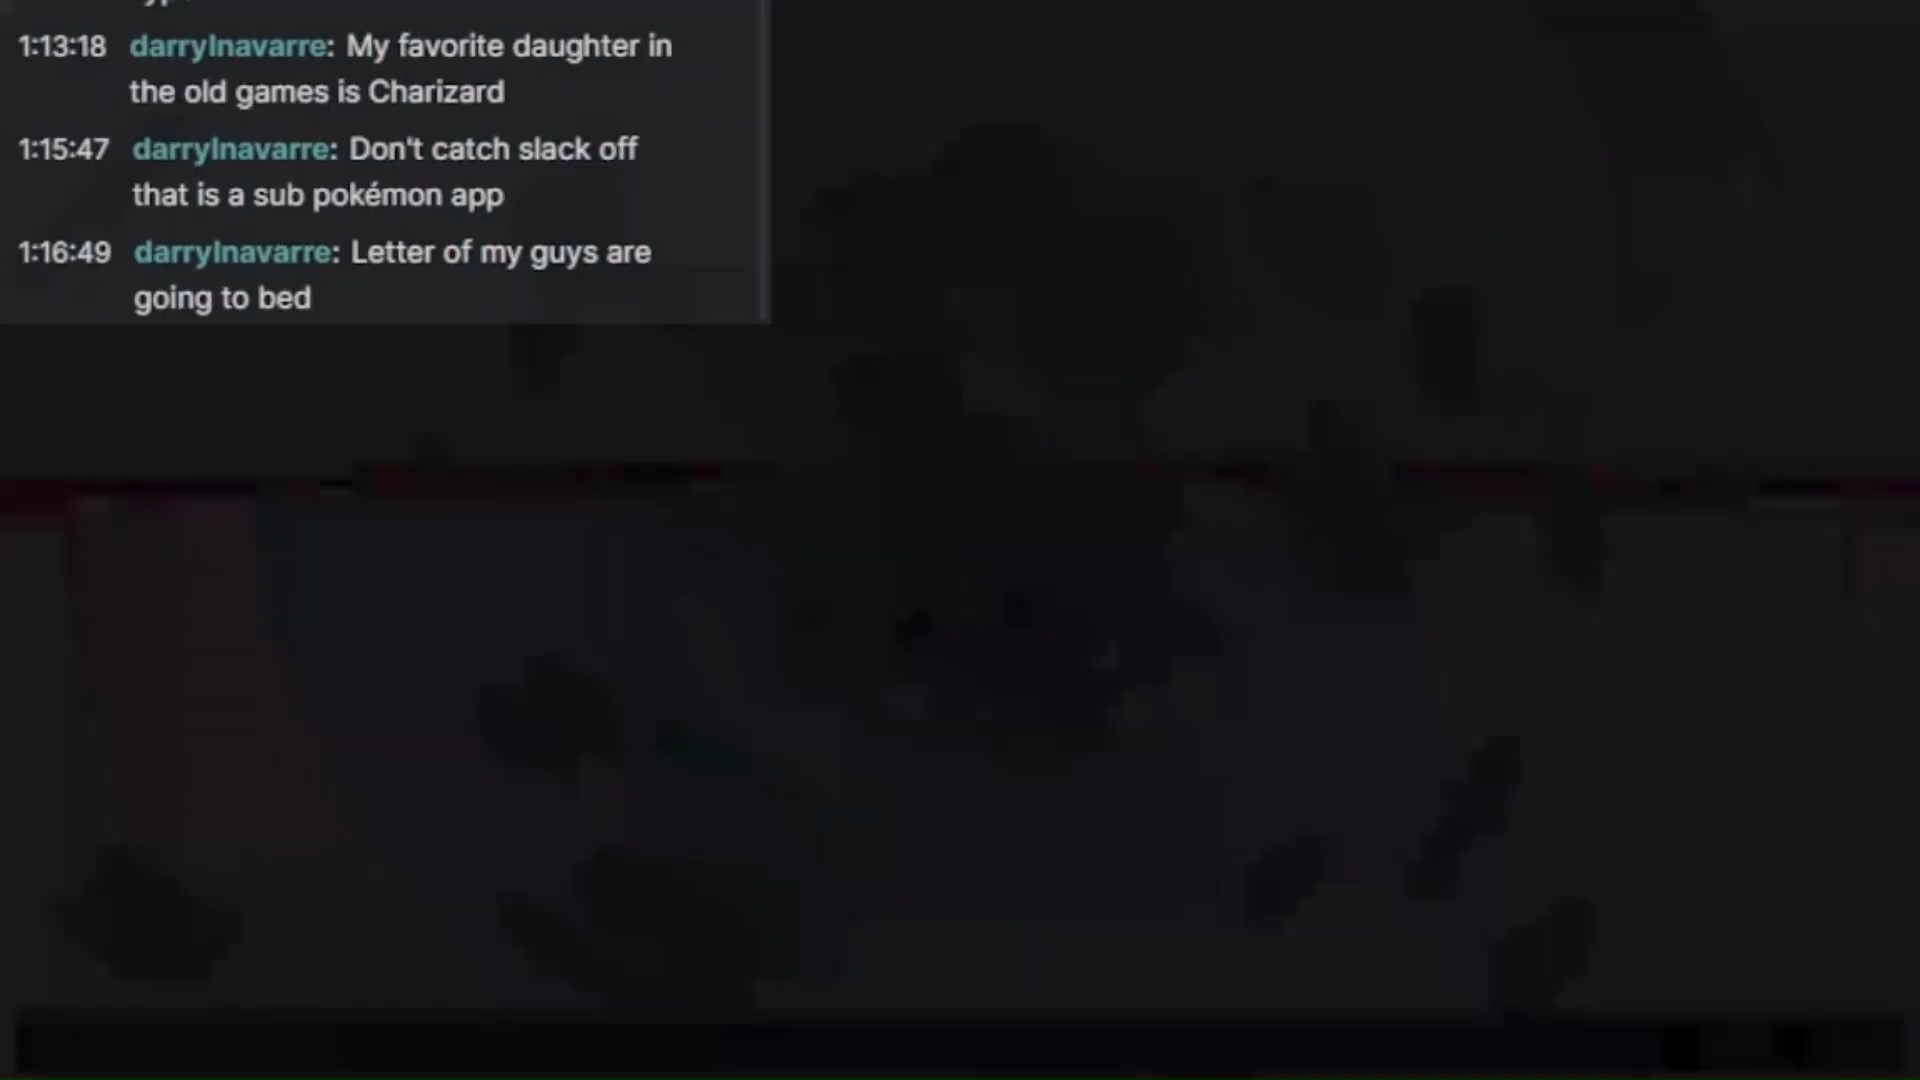 1:13:18 darrylnavarre: My favorite daughter in
the old games is Charizard
1:15:47 darrylnavarre: Don't catch slack off
that is a sub pokémon app
1:16:49 darrylnavarre: Letter of my guys are
going to bed